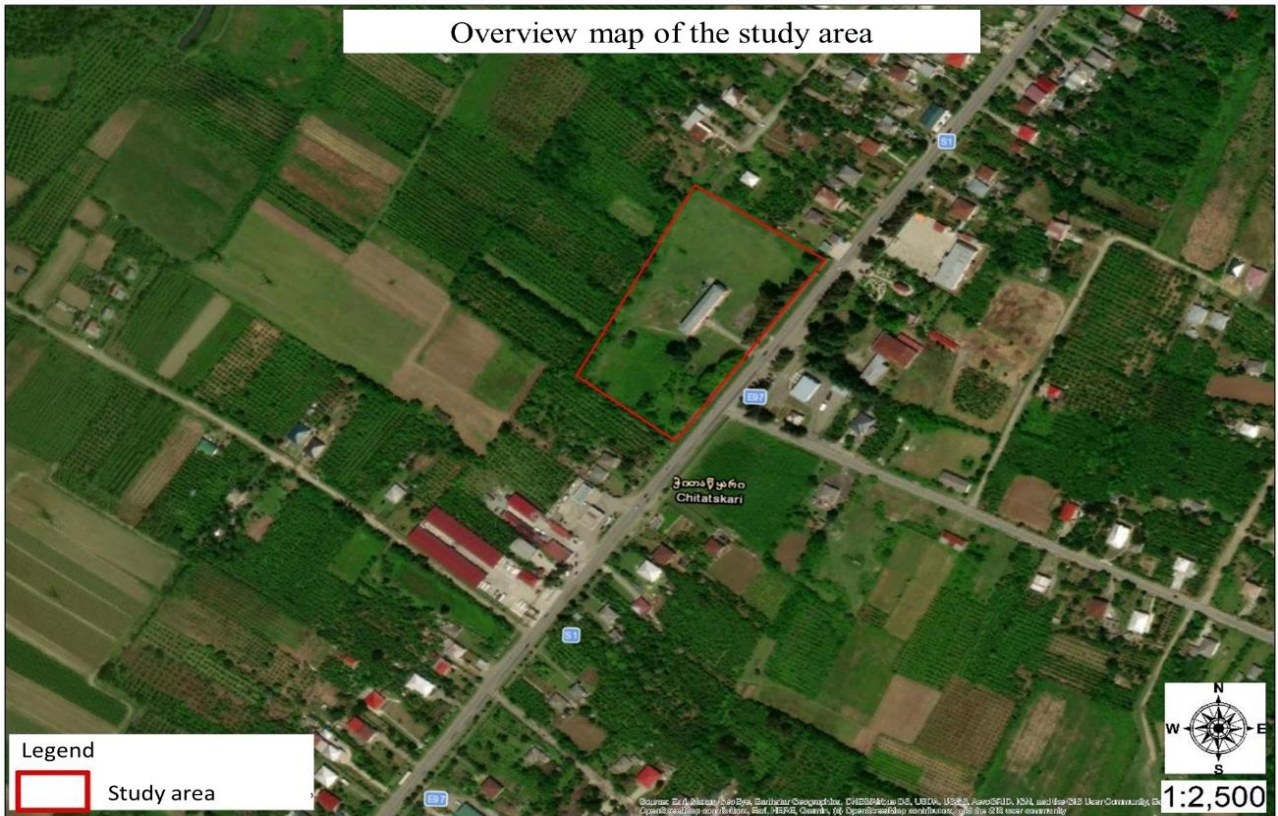 Overview map of the study area
S1
E97
ჭითაწყარი
Chitatskari
S1
N
W E
S
Legend
Study area
E97
1:2,500